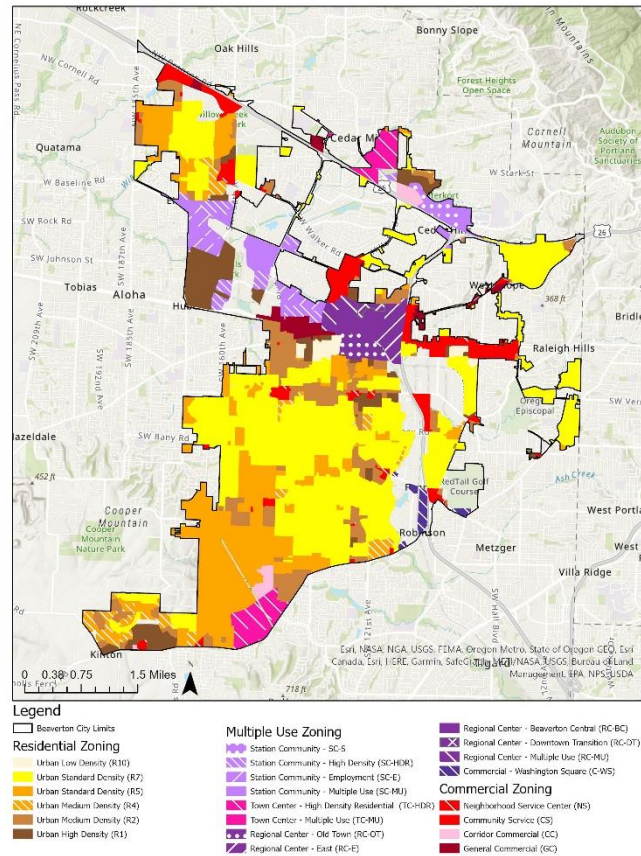 Rockcreek
NE Cornelius Pass Rd
Oak Hills
Bonny Slope
NW Cornell Rd
Forest Heights
Open Space
Cornell
Mountain
Audubon
Society of
Portland
Sanctuaries
Quatama
Cedar M
W Stark St
W Baseline Rd
SW Rock Rd
W Walker Rd
26
SW Johnson St
SW 187th Ave
Tobias
Aloha
368 ft
Raleigh Hills
SW 209th Ave
SW 192nd Ave
SW 185th Ave
W 160th Ave
Episcopal
SW Bany Rd
452 ft
Ash Creek
RedTail Golf
Course
Cooper
Mountain
Cooper
Mountain
Nature Park
Robinson
West Portla
Metzger
Villa Ridge
SW 121st Ave
SW Hall Blvd
Kinton
Esri, NASA, NGA, USGS, FEMA, Oregon Metro, State of Oregon GEO, Esri
Canada, Esri, HERE, Garmin, SafeGraph, METI/NASA, USGS, Bureau of Land
Management, EPA, NPS, USDA
0 0.38 0.75 1.5 Miles
718 ft
Legend
Beaverton City Limits
Residential Zoning
Urban Low Density (R10)
Urban Standard Density (R7)
Urban Standard Density (R5)
Urban Medium Density (R4)
Urban Medium Density (R2)
Urban High Density (R1)
Multiple Use Zoning
Station Community - SC-S
Station Community - High Density (SC-HDR)
Station Community - Employment (SC-E)
Station Community - Multiple Use (SC-MU)
Town Center - High Density Residential (TC-HDR)
Town Center - Multiple Use (TC-MU)
Regional Center - Old Town (RC-OT)
Regional Center - East (RC-E)
Regional Center - Beaverton Central (RC-BC)
Regional Center - Downtown Transition (RC-DT)
Regional Center - Multiple Use (RC-MU)
Commercial - Washington Square (C-WS)
Commercial Zoning
Neighborhood Service Center (NS)
Community Service (CS)
Corridor Commercial (CC)
General Commercial (GC)